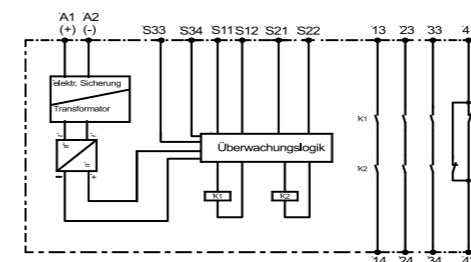 A1 A2 S33 S34 S11 S12 S21 S22 13 23 33
(+) (-)
elektr. Sicherung
Transformator
K1
Überwachungslogik
K2
K1 K2
14 24 34